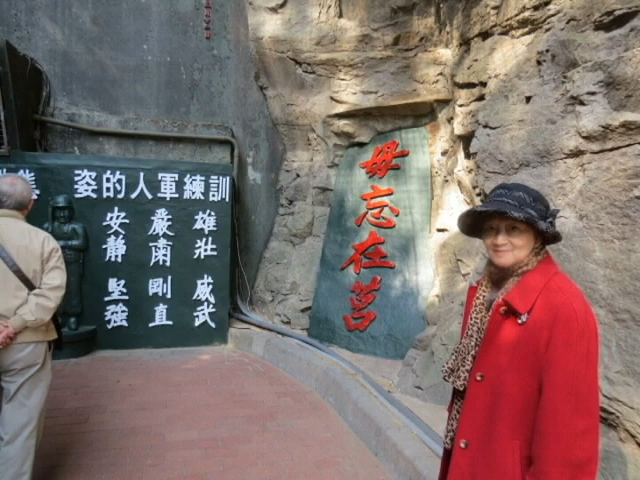 訓練軍人的姿態
雄壯 威武
嚴肅 剛直
安靜 堅強
毋忘在莒